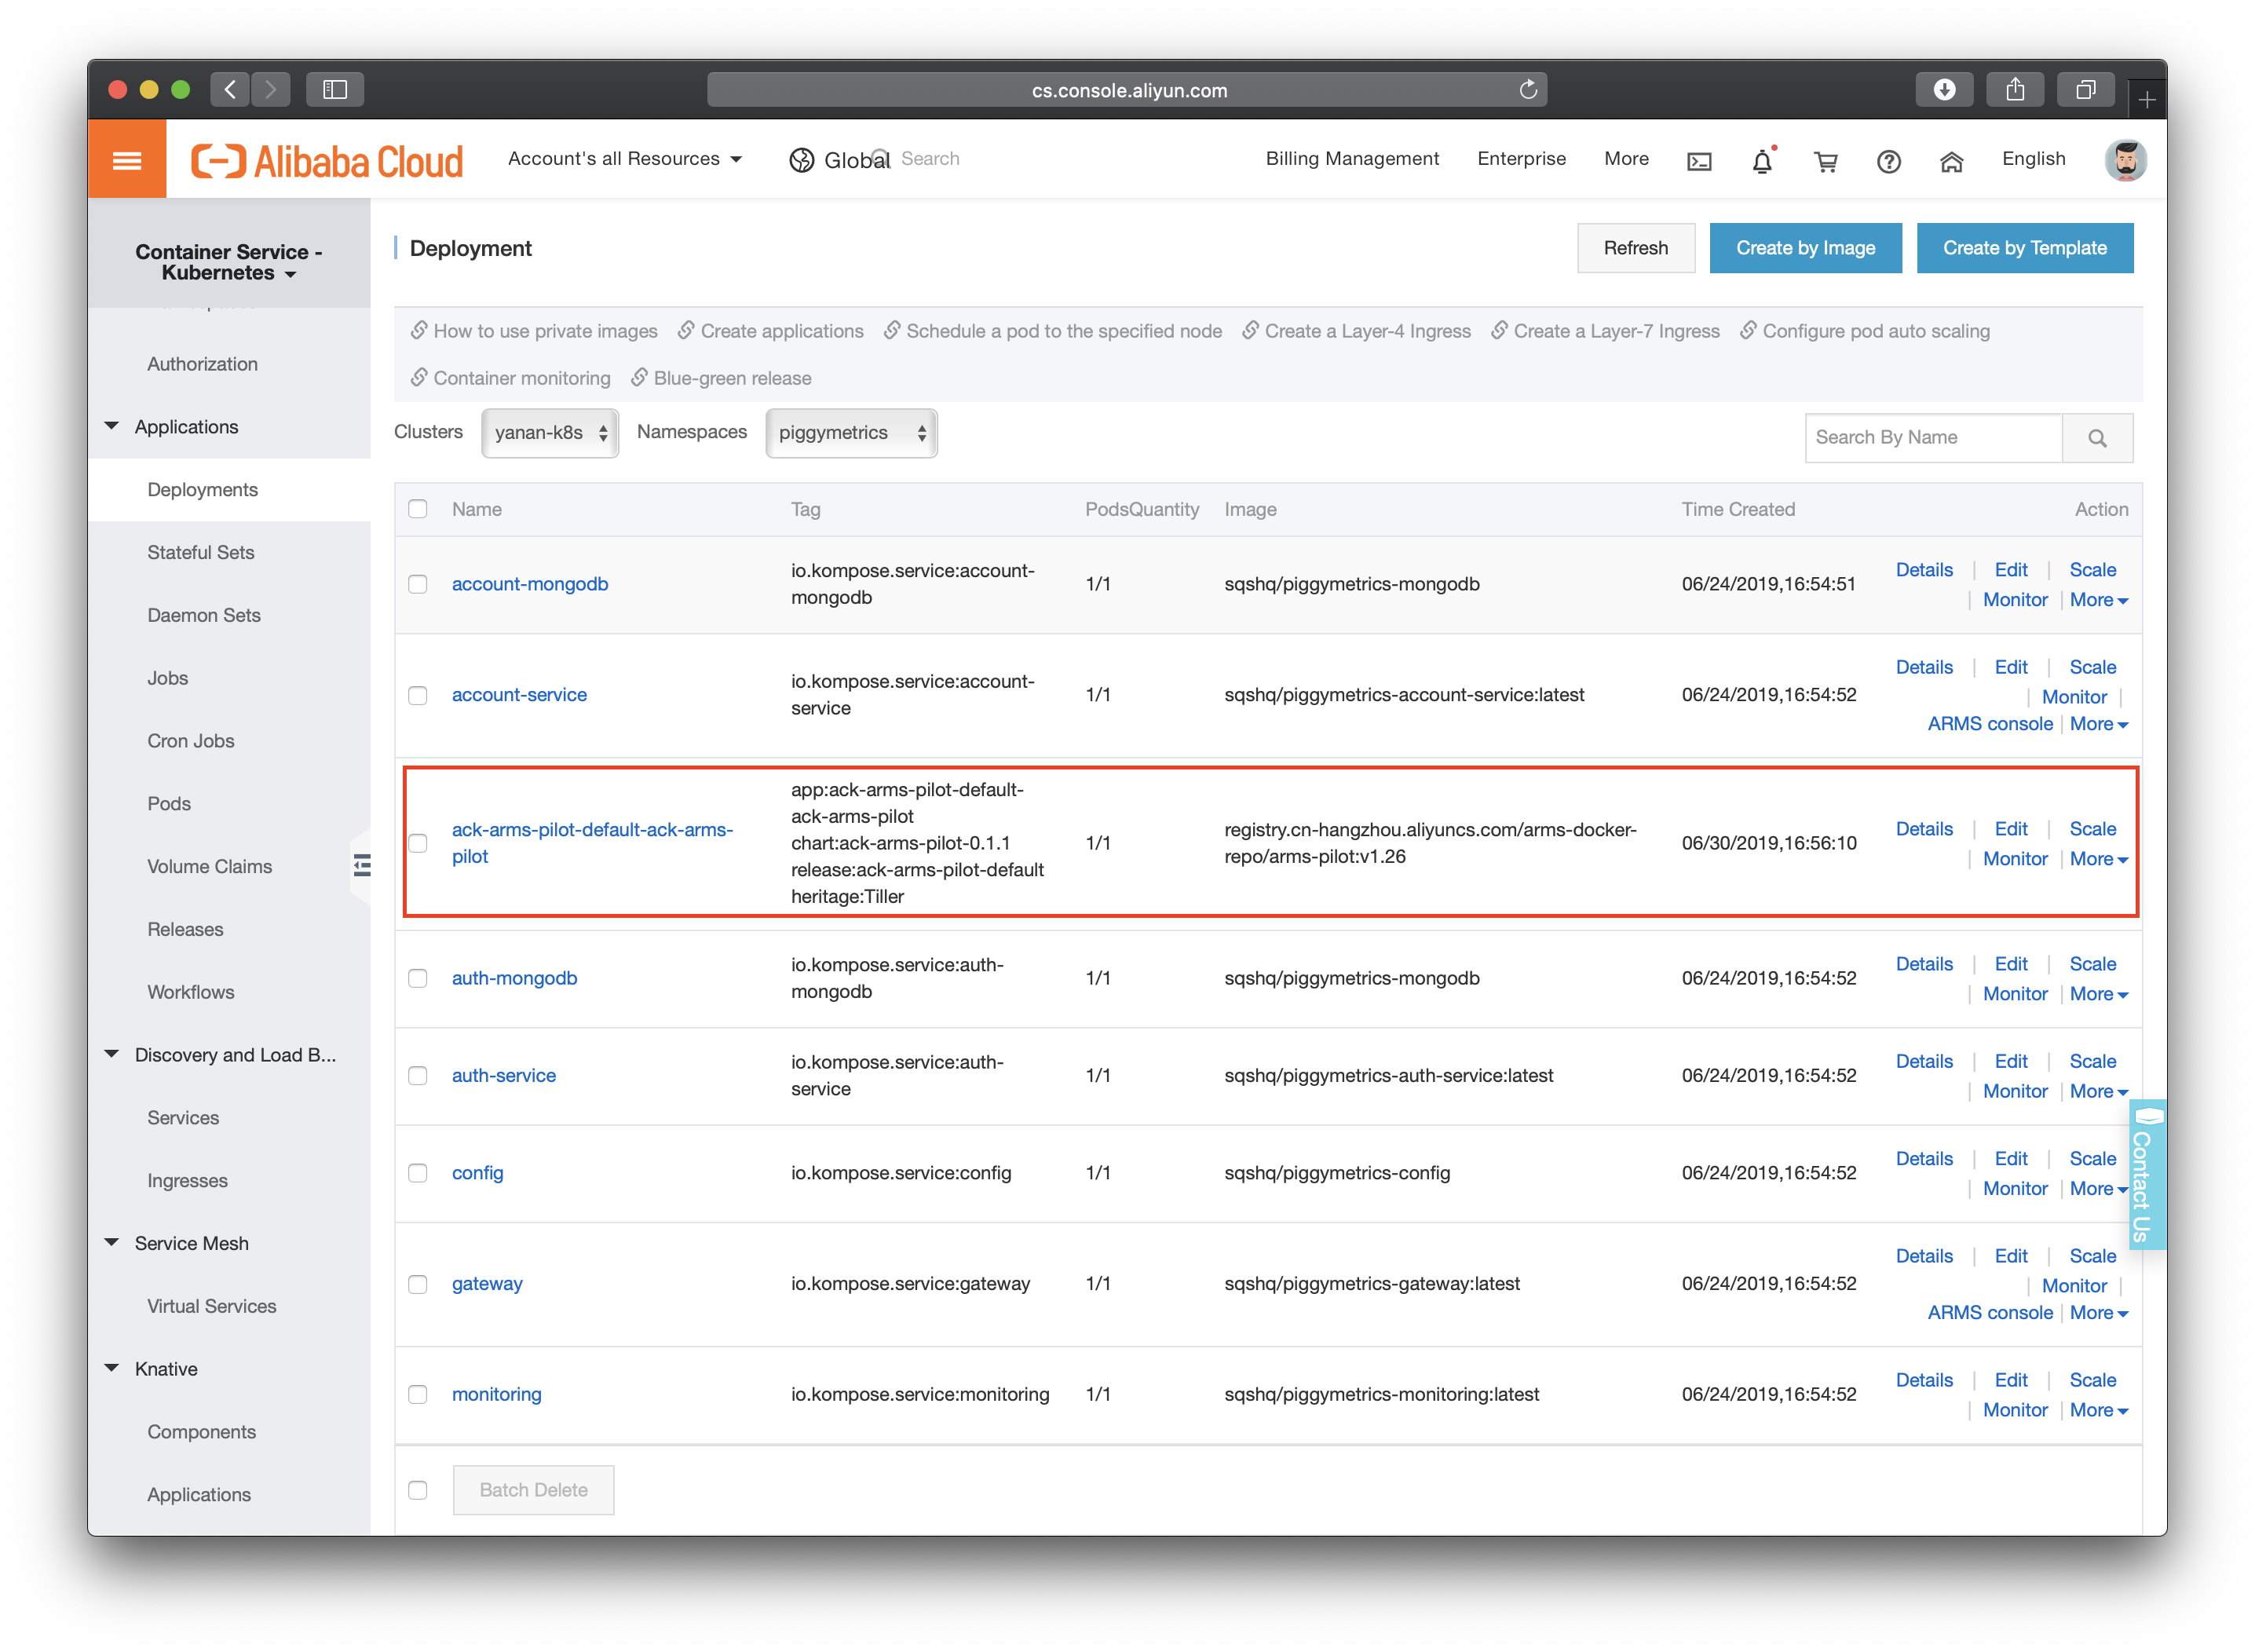 cs.console.aliyun.com
Alibaba Cloud
Account's all Resources
Global
Search
Billing Management
Enterprise
More
English
Container Service -
Kubernetes
Authorization
Applications
Deployments
Stateful Sets
Daemon Sets
Jobs
Cron Jobs
Pods
Volume Claims
Releases
Workflows
Discovery and Load B...
Services
Ingresses
Service Mesh
Virtual Services
Knative
Components
Applications
Deployment
Refresh
Create by Image
Create by Template
How to use private images
Create applications
Schedule a pod to the specified node
Create a Layer-4 Ingress
Create a Layer-7 Ingress
Configure pod auto scaling
Container monitoring
Blue-green release
Clusters
yanan-k8s
Namespaces
piggymetrics
Search By Name
Name
Tag
PodsQuantity
Image
Time Created
Action
account-mongodb
io.kompose.service:account-
mongodb
1/1
sqshq/piggymetrics-mongodb
06/24/2019,16:54:51
Details | Edit | Scale
| Monitor | More
account-service
io.kompose.service:account-
service
1/1
sqshq/piggymetrics-account-service:latest
06/24/2019,16:54:52
Details | Edit | Scale
| Monitor |
ARMS console | More
ack-arms-pilot-default-ack-arms-
pilot
app:ack-arms-pilot-default-
ack-arms-pilot
chart:ack-arms-pilot-0.1.1
release:ack-arms-pilot-default
heritage:Tiller
1/1
registry.cn-hangzhou.aliyuncs.com/arms-docker-
repo/arms-pilot:v1.26
06/30/2019,16:56:10
Details | Edit | Scale
| Monitor | More
auth-mongodb
io.kompose.service:auth-
mongodb
1/1
sqshq/piggymetrics-mongodb
06/24/2019,16:54:52
Details | Edit | Scale
| Monitor | More
auth-service
io.kompose.service:auth-
service
1/1
sqshq/piggymetrics-auth-service:latest
06/24/2019,16:54:52
Details | Edit | Scale
| Monitor | More
config
io.kompose.service:config
1/1
sqshq/piggymetrics-config
06/24/2019,16:54:52
Details | Edit | Scale
| Monitor | More
gateway
io.kompose.service:gateway
1/1
sqshq/piggymetrics-gateway:latest
06/24/2019,16:54:52
Details | Edit | Scale
| Monitor |
ARMS console | More
monitoring
io.kompose.service:monitoring
1/1
sqshq/piggymetrics-monitoring:latest
06/24/2019,16:54:52
Details | Edit | Scale
| Monitor | More
Batch Delete
Contact Us